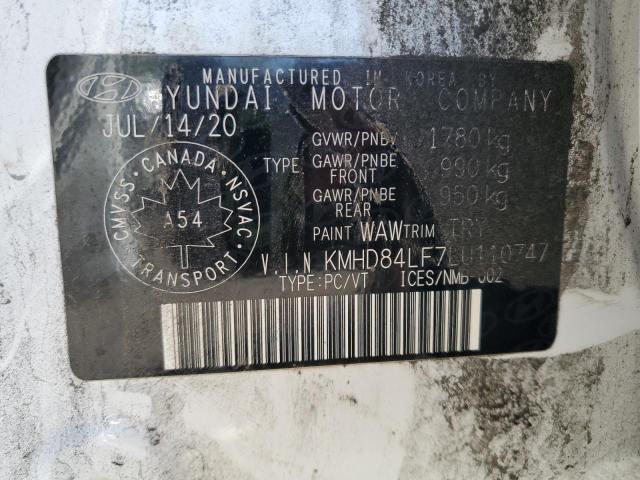 MANUFACTURED IN KOREA BY
HYUNDAI MOTOR COMPANY
JUL/14/20
GVWR/PNBV 1780 kg
TYPE
GAWR/PNBE FRONT 990 kg
GAWR/PNBE REAR 950 kg
PAINT WAW TRIM TRY
V.I.N KMHD84LF7LU110747
TYPE:PC/VT ICES/NMB-002
CMVSS · CANADA · NSVAC
A54
TRANSPORT